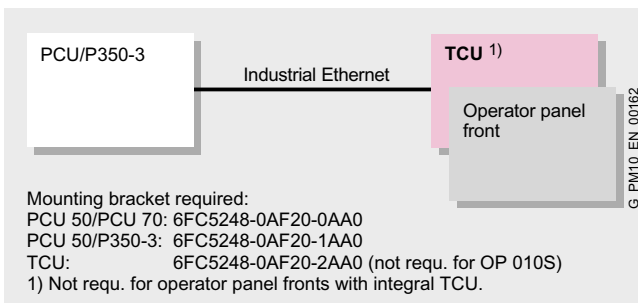 PCU/P350-3
Industrial Ethernet
TCU 1)
Operator panel
front
G_PM10_EN_00162
Mounting bracket required:
PCU 50/PCU 70: 6FC5248-0AF20-0AA0
PCU 50/P350-3: 6FC5248-0AF20-1AA0
TCU: 6FC5248-0AF20-2AA0 (not requ. for OP 010S)
1) Not requ. for operator panel fronts with integral TCU.